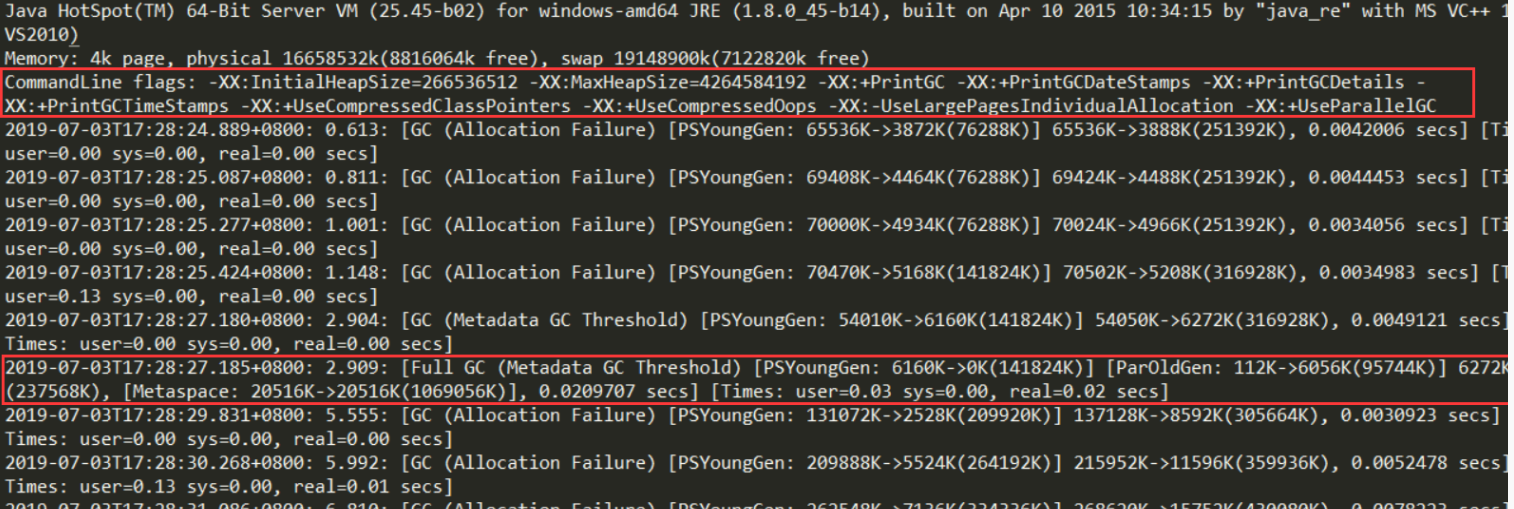 Java HotSpot(TM) 64-Bit Server VM (25.45-b02) for windows-amd64 JRE (1.8.0_45-b14), built on Apr 10 2015 10:34:15 by "java_re" with MS VC++
VS2010)
Memory: 4k page, physical 16658532k(8816064k free), swap 19148900k(7122820k free)
CommandLine flags: -XX:InitialHeapSize=266536512 -XX:MaxHeapSize=4264584192 -XX:+PrintGC -XX:+PrintGCDateStamps -XX:+PrintGCDetails -
XX:+PrintGCTimeStamps -XX:+UseCompressedClassPointers -XX:+UseCompressedOops -XX:-UseLargePagesIndividualAllocation -XX:+UseParallelGC
2019-07-03T17:28:24.889+0800: 0.613: [GC (Allocation Failure) [PSYoungGen: 65536K->3872K(76288K)] 65536K->3888K(251392K), 0.0042006 secs] [Ti
user=0.00 sys=0.00, real=0.00 secs]
2019-07-03T17:28:25.087+0800: 0.811: [GC (Allocation Failure) [PSYoungGen: 69408K->4464K(76288K)] 69424K->4488K(251392K), 0.0044453 secs] [Ti
user=0.00 sys=0.00, real=0.00 secs]
2019-07-03T17:28:25.277+0800: 1.001: [GC (Allocation Failure) [PSYoungGen: 70000K->4934K(76288K)] 70024K->4966K(251392K), 0.0034056 secs] [Ti
user=0.00 sys=0.00, real=0.00 secs]
2019-07-03T17:28:25.424+0800: 1.148: [GC (Allocation Failure) [PSYoungGen: 70470K->5168K(141824K)] 70502K->5208K(316928K), 0.0034983 secs] [T
user=0.13 sys=0.00, real=0.00 secs]
2019-07-03T17:28:27.180+0800: 2.904: [GC (Metadata GC Threshold) [PSYoungGen: 54010K->6160K(141824K)] 54050K->6272K(316928K), 0.0049121 secs]
Times: user=0.00 sys=0.00, real=0.00 secs]
2019-07-03T17:28:27.185+0800: 2.909: [Full GC (Metadata GC Threshold) [PSYoungGen: 6160K->0K(141824K)] [ParOldGen: 112K->6056K(95744K)] 6272K
(237568K), [Metaspace: 20516K->20516K(1069056K)], 0.0209707 secs] [Times: user=0.03 sys=0.00, real=0.02 secs]
2019-07-03T17:28:29.831+0800: 5.555: [GC (Allocation Failure) [PSYoungGen: 131072K->2528K(209920K)] 137128K->8592K(305664K), 0.0030923 secs]
Times: user=0.00 sys=0.00, real=0.00 secs]
2019-07-03T17:28:30.268+0800: 5.992: [GC (Allocation Failure) [PSYoungGen: 209888K->5524K(264192K)] 215952K->11596K(359936K), 0.0052478 secs]
Times: user=0.13 sys=0.00, real=0.01 secs]